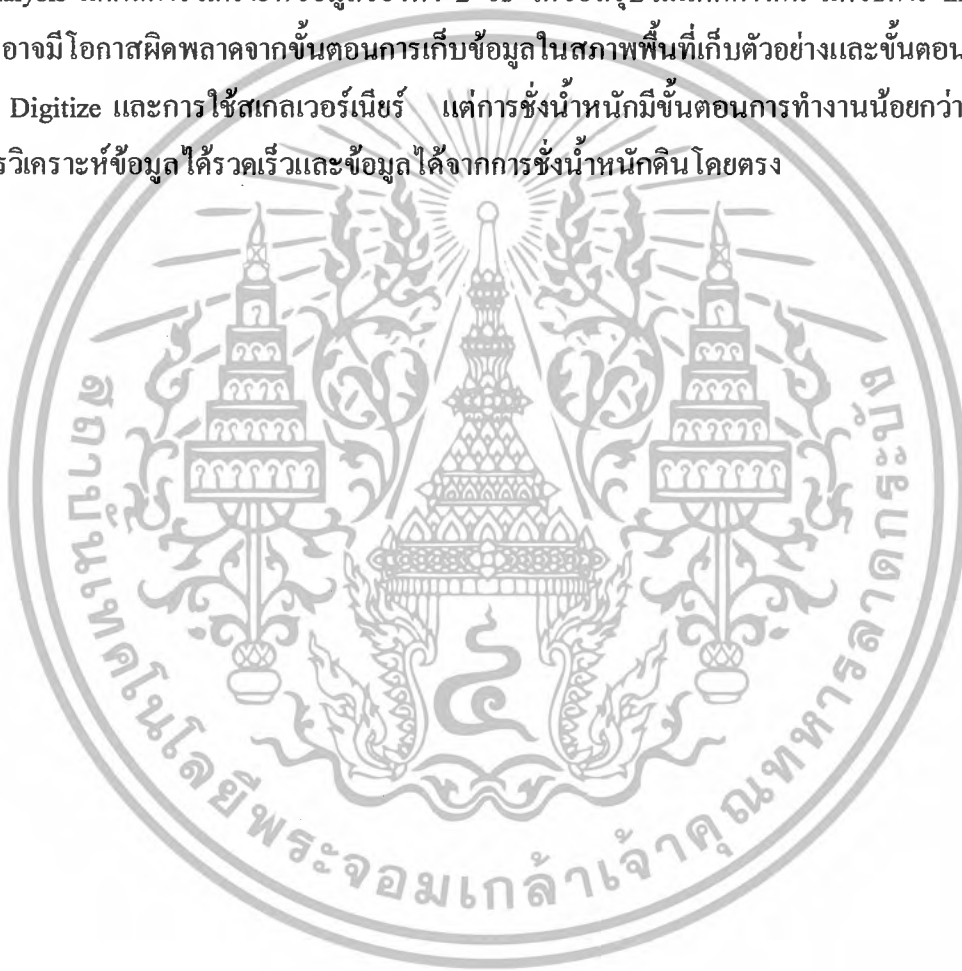 อาจมีโอกาสผิดพลาดจากขั้นตอนการเก็บข้อมูลในสภาพพื้นที่เก็บตัวอย่างและขั้นตอน
Digitize และการใช้สเกลเวอร์เนียร์ แต่การชั่งน้ำหนักมีขั้นตอนการทำงานน้อยกว่า
รวิเคราะห์ข้อมูลได้รวดเร็วและข้อมูลได้จากการชั่งน้ำหนักดินโดยตรง
สถาบันเทคโนโลยีพระจอมเกล้าเจ้าคุณทหารลาดกระบัง